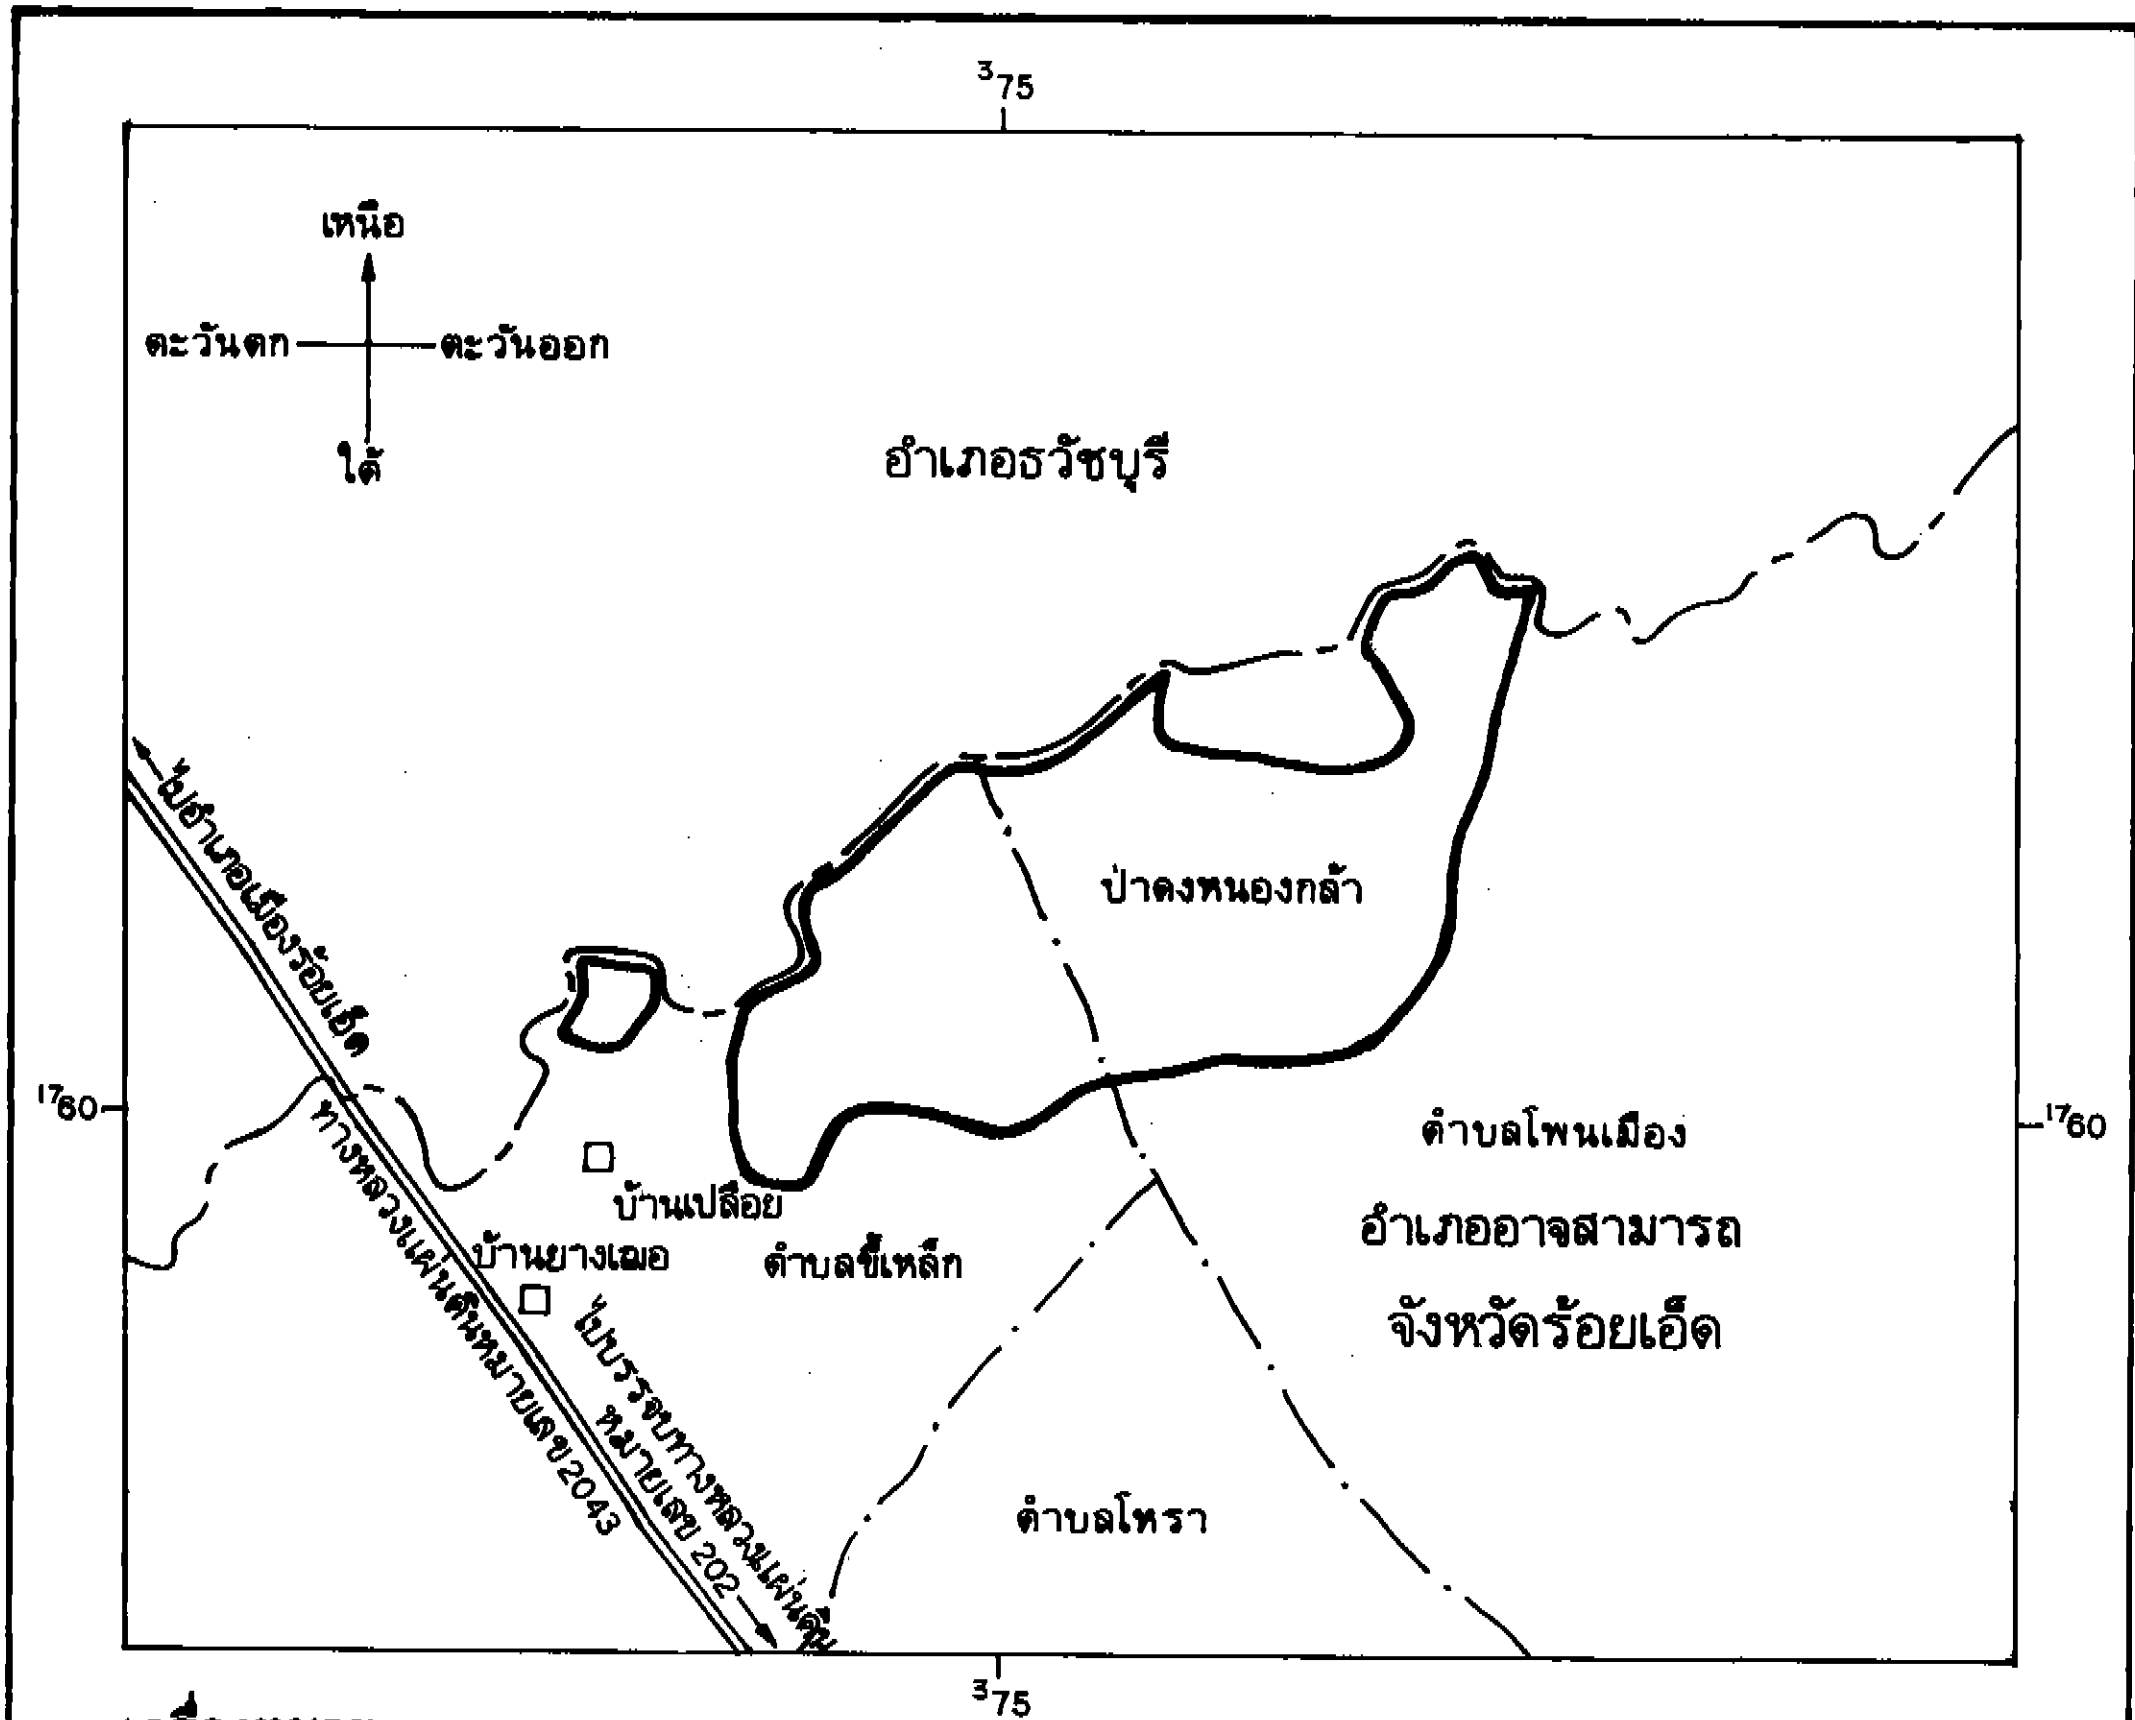 ³75
เหนือ
ตะวันตก
ตะวันออก
ใต้
อำเภอธวัชบุรี
ไปอำเภอเมืองร้อยเอ็ด
ป่าดงหนองกล้า
¹⁷60
¹⁷60
ทางหลวงแผ่นดินหมายเลข 2043
ตำบลโพนเมือง
บ้านเปลือย
อำเภออาจสามารถ
บ้านยางเฌอ
ตำบลขี้เหล็ก
จังหวัดร้อยเอ็ด
ไปบรรจบทางหลวงแผ่นดิน
หมายเลข 202
ตำบลโหรา
³75